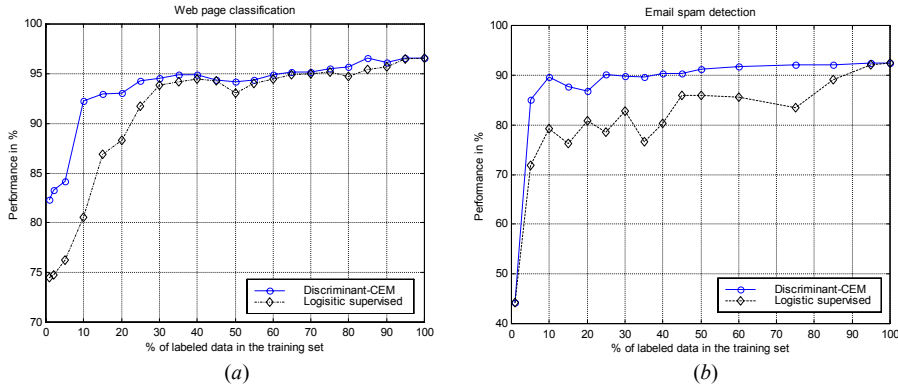 Web page classification
100
95
90
85
80
75
70
Performance in %
0 10 20 30 40 50 60 70 80 90 100
% of labeled data in the training set
Discriminant-CEM
Logisitic supervised
(a)
Email spam detection
100
90
80
70
60
50
40
Performance in %
0 10 20 30 40 50 60 70 80 90 100
% of labeled data in the training set
Discriminant-CEM
Logistic supervised
(b)